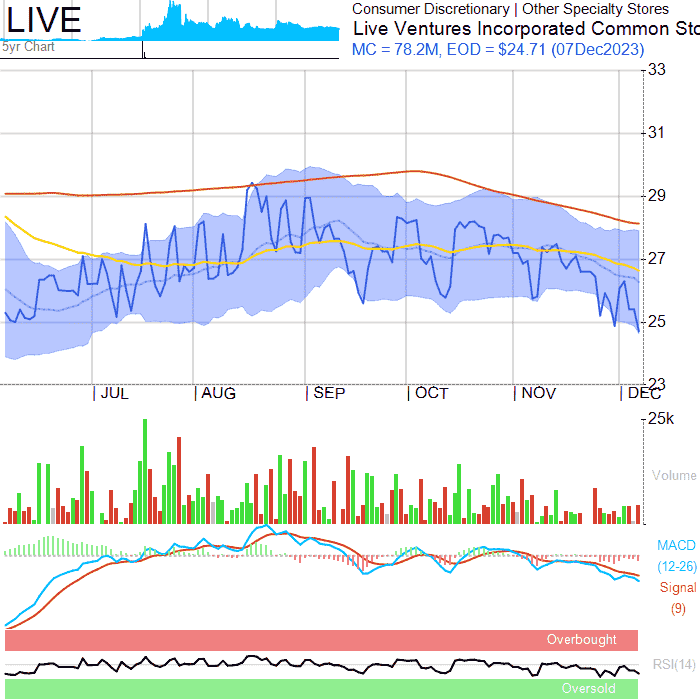 LIVE
5yr Chart
Consumer Discretionary | Other Specialty Stores
Live Ventures Incorporated Common Sto
MC = 78.2M, EOD = $24.71 (07Dec2023)
33
31
29
27
25
23
JUL AUG SEP OCT NOV DEC
25k
Volume
MACD
(12-26)
Signal
(9)
Overbought
RSI(14)
Oversold